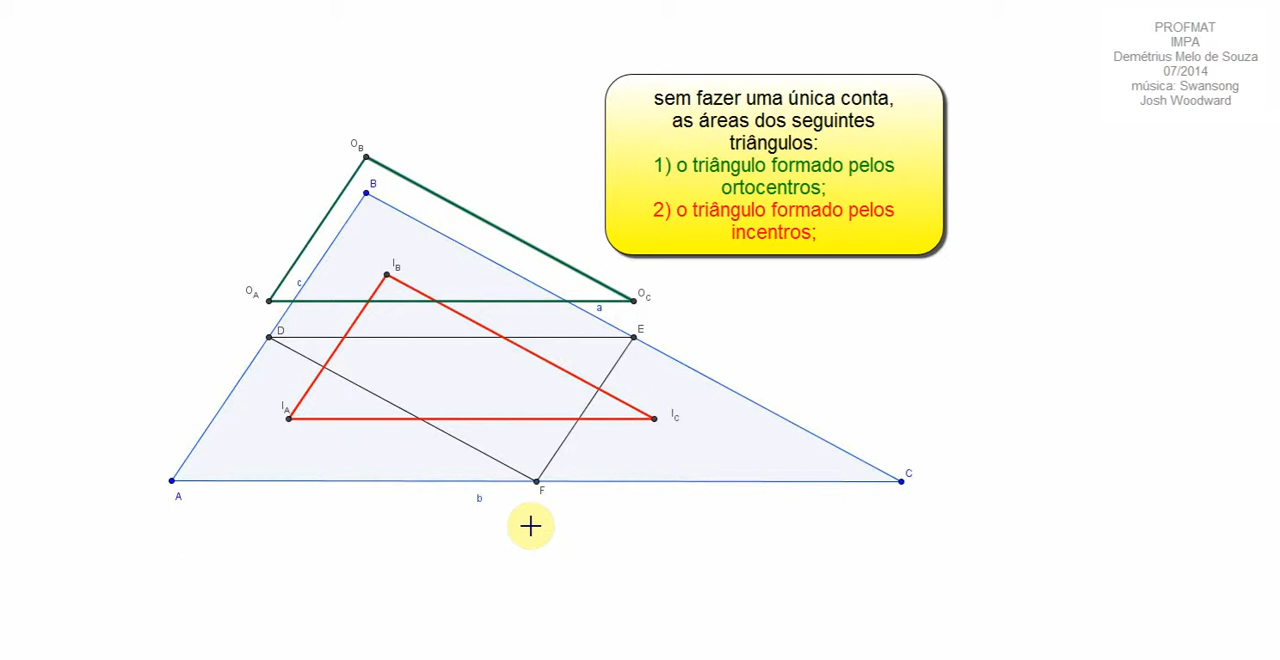 PROFMAT
IMPA
Demétrius Melo de Souza
07/2014
música: Swansong
Josh Woodward
sem fazer uma única conta,
as áreas dos seguintes
triângulos:
1) o triângulo formado pelos
ortocentros;
2) o triângulo formado pelos
incentros;
O_B
B
I_B
c
O_A
O_C
a
D
E
I_A
I_C
A
b
F
C